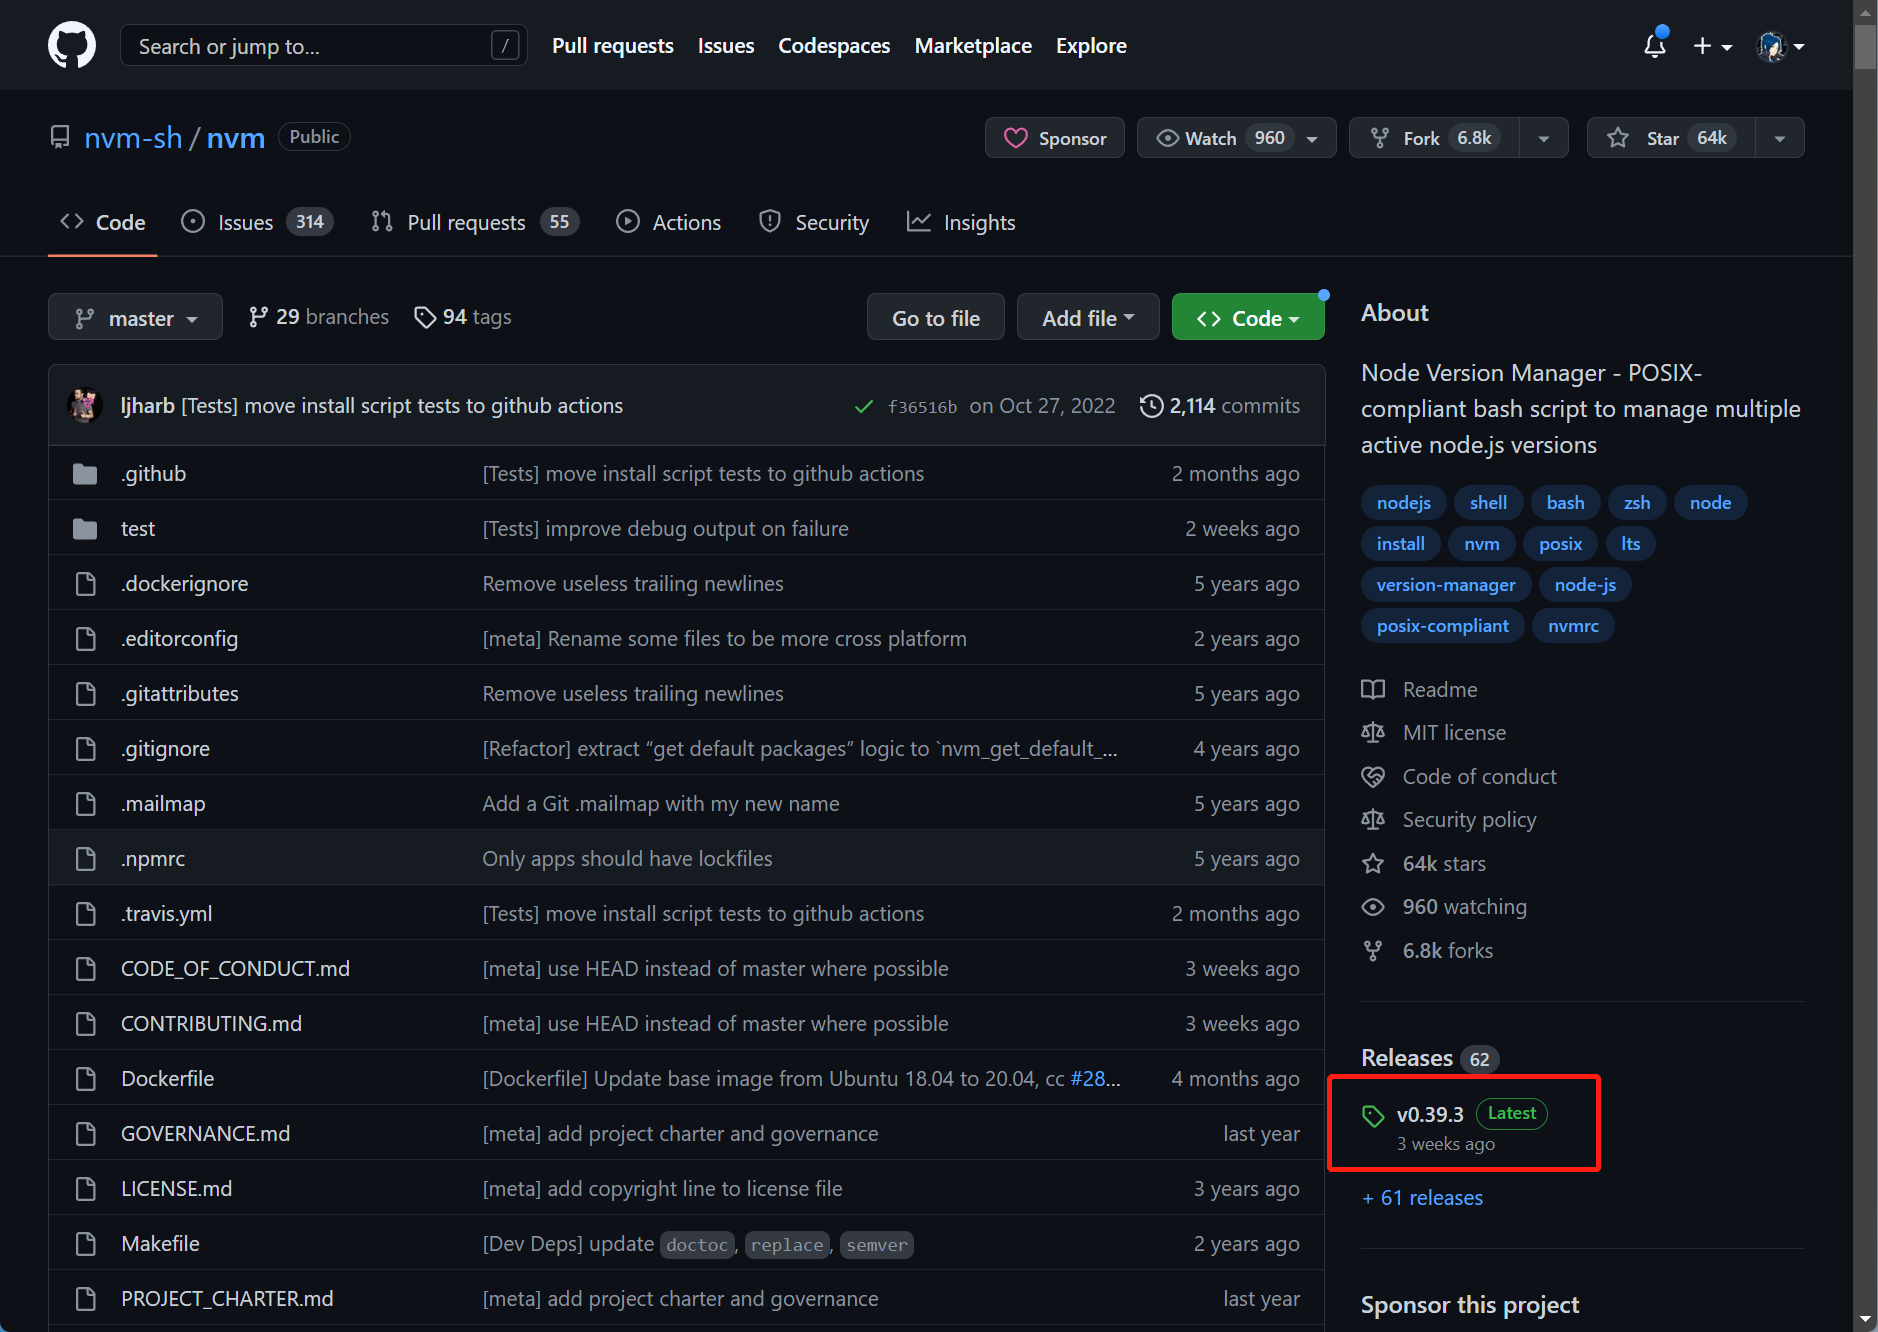 Search or jump to... /
Pull requests Issues Codespaces Marketplace Explore
nvm-sh / nvm Public
Sponsor Watch 960 Fork 6.8k Star 64k
Code Issues 314 Pull requests 55 Actions Security Insights
master 29 branches 94 tags
Go to file Add file Code
ljharb [Tests] move install script tests to github actions f36516b on Oct 27, 2022 2,114 commits
.github [Tests] move install script tests to github actions 2 months ago
test [Tests] improve debug output on failure 2 weeks ago
.dockerignore Remove useless trailing newlines 5 years ago
.editorconfig [meta] Rename some files to be more cross platform 2 years ago
.gitattributes Remove useless trailing newlines 5 years ago
.gitignore [Refactor] extract “get default packages” logic to `nvm_get_default_... 4 years ago
.mailmap Add a Git .mailmap with my new name 5 years ago
.npmrc Only apps should have lockfiles 5 years ago
.travis.yml [Tests] move install script tests to github actions 2 months ago
CODE_OF_CONDUCT.md [meta] use HEAD instead of master where possible 3 weeks ago
CONTRIBUTING.md [meta] use HEAD instead of master where possible 3 weeks ago
Dockerfile [Dockerfile] Update base image from Ubuntu 18.04 to 20.04, cc #28... 4 months ago
GOVERNANCE.md [meta] add project charter and governance last year
LICENSE.md [meta] add copyright line to license file 3 years ago
Makefile [Dev Deps] update doctoc, replace, semver 2 years ago
PROJECT_CHARTER.md [meta] add project charter and governance last year
About
Node Version Manager - POSIX-
compliant bash script to manage multiple
active node.js versions
nodejs shell bash zsh node
install nvm posix lts
version-manager node-js
posix-compliant nvmrc
Readme
MIT license
Code of conduct
Security policy
64k stars
960 watching
6.8k forks
Releases 62
v0.39.3 Latest
3 weeks ago
+ 61 releases
Sponsor this project